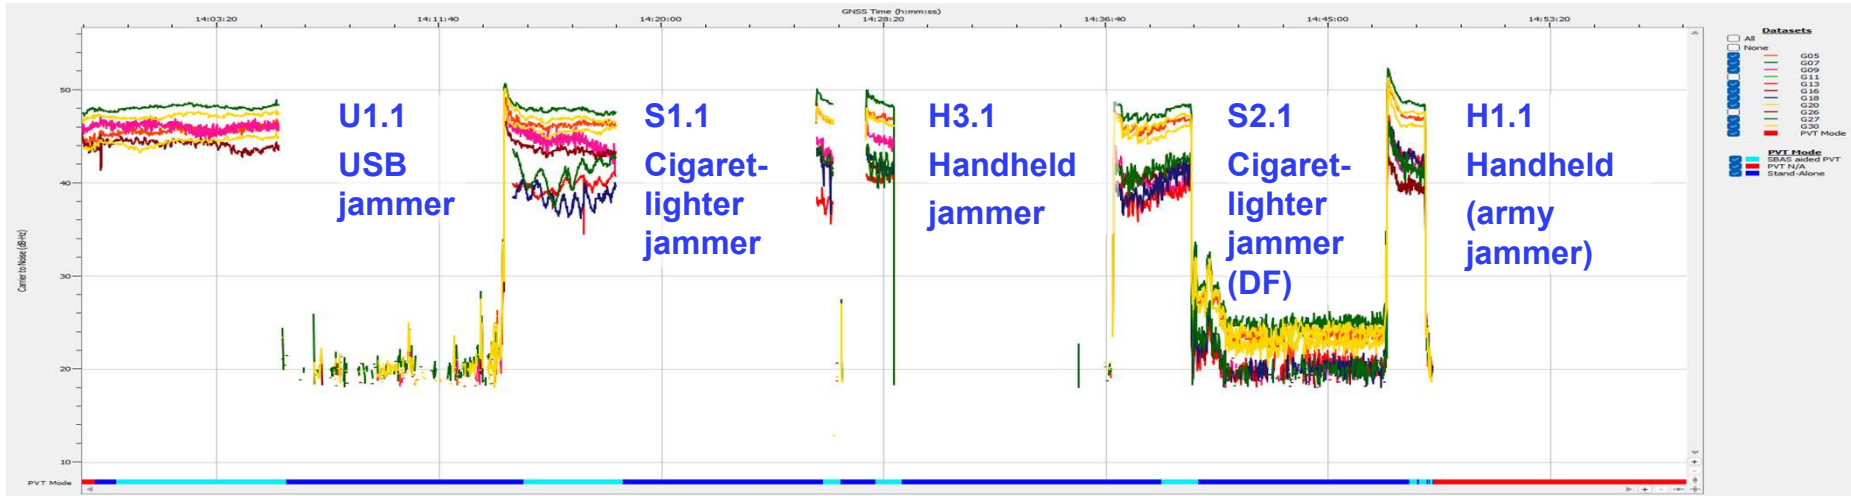 GNSS Time (h:mm:ss)
14:03:20 14:11:40 14:20:00 14:28:20 14:36:40 14:45:00 14:53:20
Carrier to Noise (dB-Hz)
50
40
30
20
10
U1.1
USB
jammer
S1.1
Cigaret-
lighter
jammer
H3.1
Handheld
jammer
S2.1
Cigaret-
lighter
jammer
(DF)
H1.1
Handheld
(army
jammer)
PVT Mode
Datasets
All
None
G05
G07
G09
G11
G13
G16
G18
G20
G26
G27
G30
PVT Mode
PVT Mode
SBAS aided PVT
PVT N/A
Stand-Alone